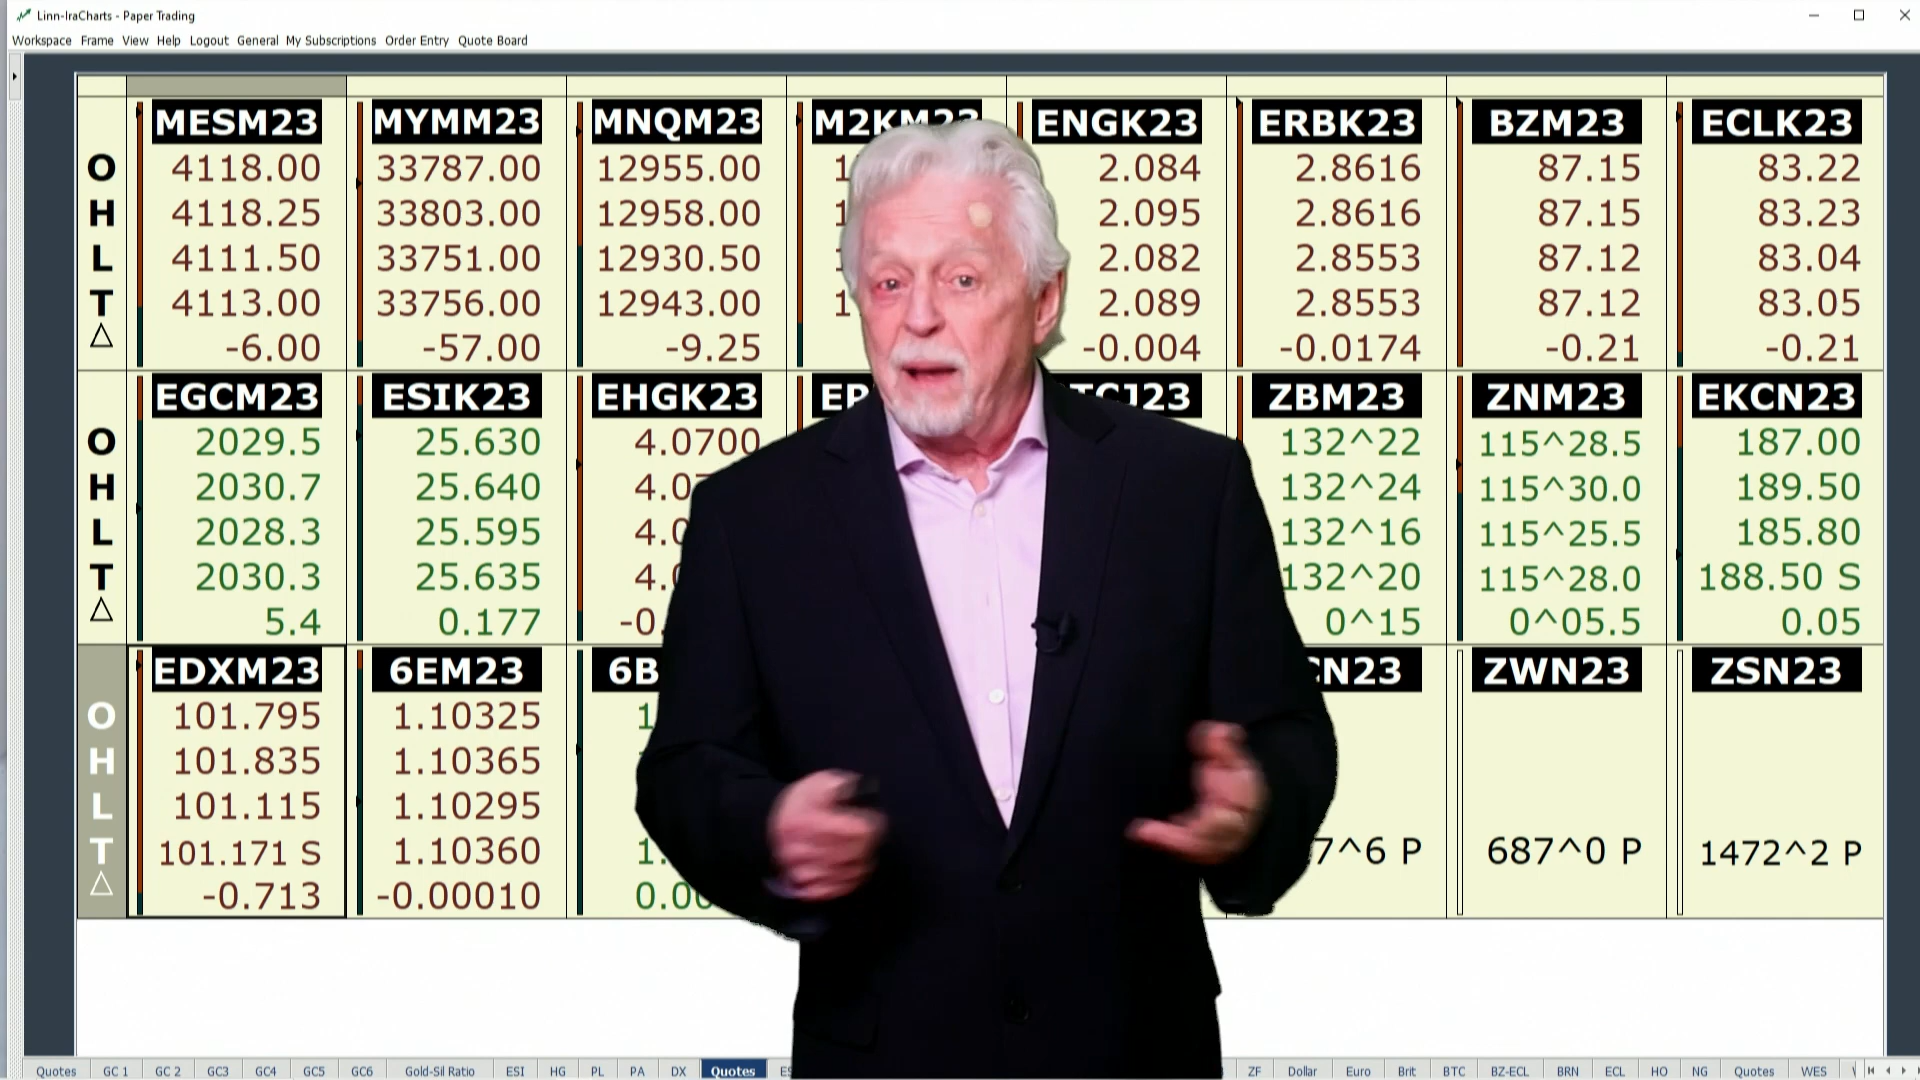 Linn-IraCharts - Paper Trading
Workspace Frame View Help Logout General My Subscriptions Order Entry Quote Board
MESM23 MYMM23 MNQM23 M2KM23 ENGK23 ERBK23 BZM23 ECLK23
O 4118.00 33787.00 12955.00 2.084 2.8616 87.15 83.22
H 4118.25 33803.00 12958.00 2.095 2.8616 87.15 83.23
L 4111.50 33751.00 12930.50 2.082 2.8553 87.12 83.04
T 4113.00 33756.00 12943.00 2.089 2.8553 87.12 83.05
△ -6.00 -57.00 -9.25 -0.004 -0.0174 -0.21 -0.21
EGCM23 ESIK23 EHGK23 ZBM23 ZNM23 EKCN23
O 2029.5 25.630 4.0700 132^22 115^28.5 187.00
H 2030.7 25.640 132^24 115^30.0 189.50
L 2028.3 25.595 132^16 115^25.5 185.80
T 2030.3 25.635 132^20 115^28.0 188.50 S
△ 5.4 0.177 0^15 0^05.5 0.05
EDXM23 6EM23 ZWN23 ZSN23
O 101.795 1.10325
H 101.835 1.10365
L 101.115 1.10295
T 101.171 S 1.10360 7^6 P 687^0 P 1472^2 P
△ -0.713 -0.00010
Quotes GC 1 GC 2 GC3 GC4 GC5 GC6 Gold-Sil Ratio ESI HG PL PA DX Quotes ZF Dollar Euro Brit BTC BZ-ECL BRN ECL HO NG Quotes WES